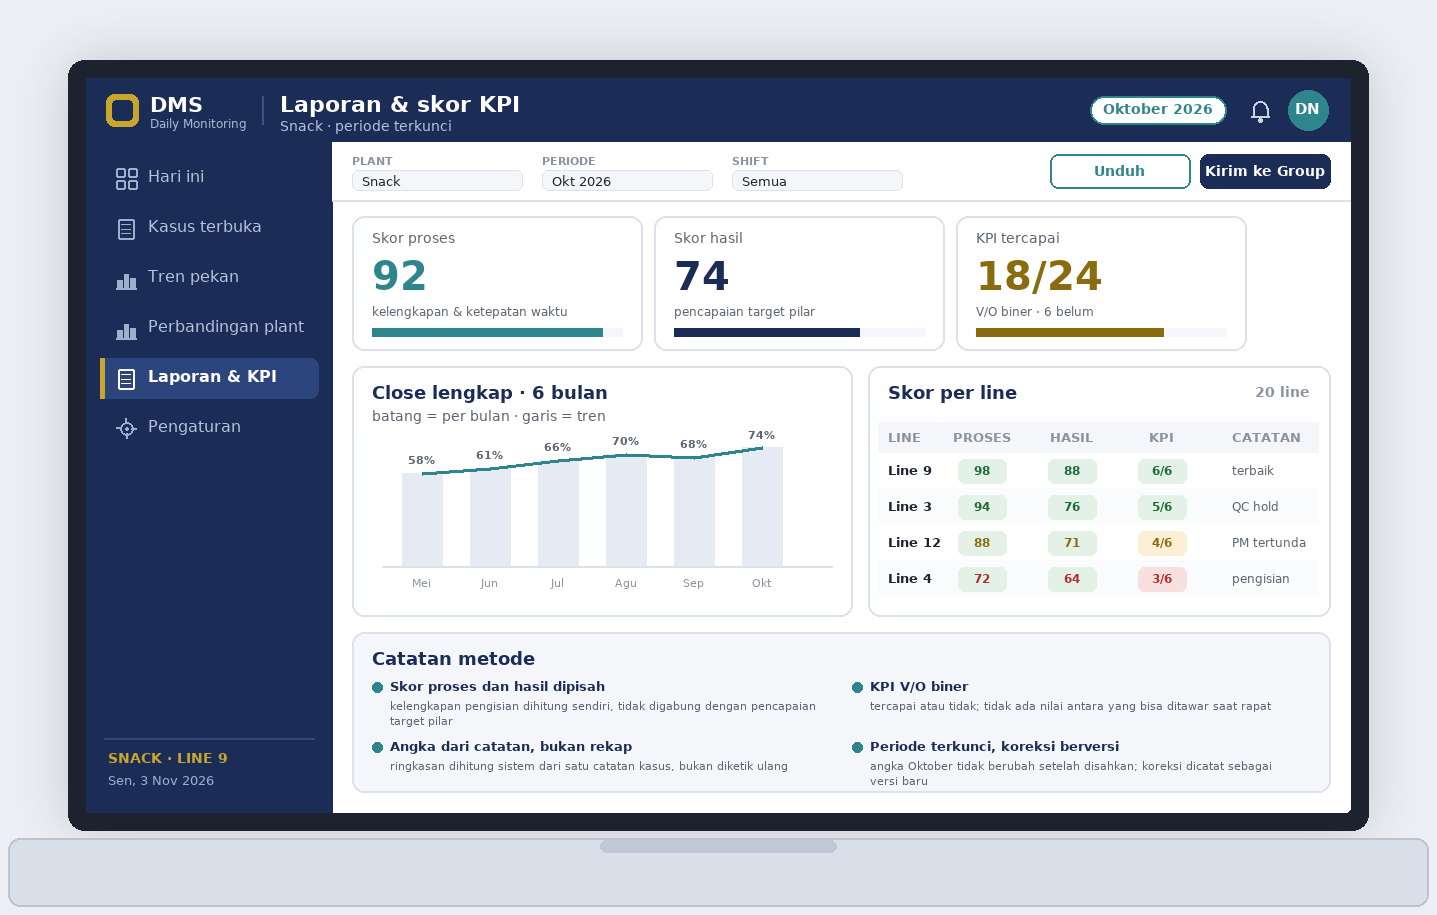 DMS
Daily Monitoring
Laporan & skor KPI
Snack · periode terkunci
Oktober 2026
DN
Hari ini
Kasus terbuka
Tren pekan
Perbandingan plant
Laporan & KPI
Pengaturan
SNACK · LINE 9
Sen, 3 Nov 2026
PLANT
Snack
PERIODE
Okt 2026
SHIFT
Semua
Unduh
Kirim ke Group
Skor proses
92
kelengkapan & ketepatan waktu
Skor hasil
74
pencapaian target pilar
KPI tercapai
18/24
V/O biner · 6 belum
Close lengkap · 6 bulan
batang = per bulan · garis = tren
58%
61%
66%
70%
68%
74%
Mei
Jun
Jul
Agu
Sep
Okt
Skor per line
20 line
LINE PROSES HASIL KPI CATATAN
Line 9 98 88 6/6 terbaik
Line 3 94 76 5/6 QC hold
Line 12 88 71 4/6 PM tertunda
Line 4 72 64 3/6 pengisian
Catatan metode
Skor proses dan hasil dipisah
kelengkapan pengisian dihitung sendiri, tidak digabung dengan pencapaian
target pilar
KPI V/O biner
tercapai atau tidak; tidak ada nilai antara yang bisa ditawar saat rapat
Angka dari catatan, bukan rekap
ringkasan dihitung sistem dari satu catatan kasus, bukan diketik ulang
Periode terkunci, koreksi berversi
angka Oktober tidak berubah setelah disahkan; koreksi dicatat sebagai
versi baru